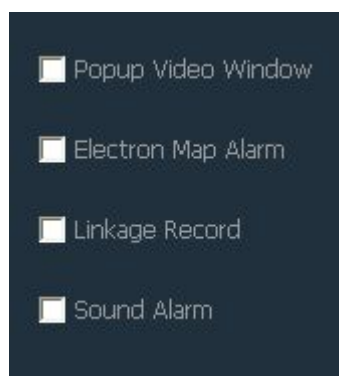 Popup Video Window
Electron Map Alarm
Linkage Record
Sound Alarm